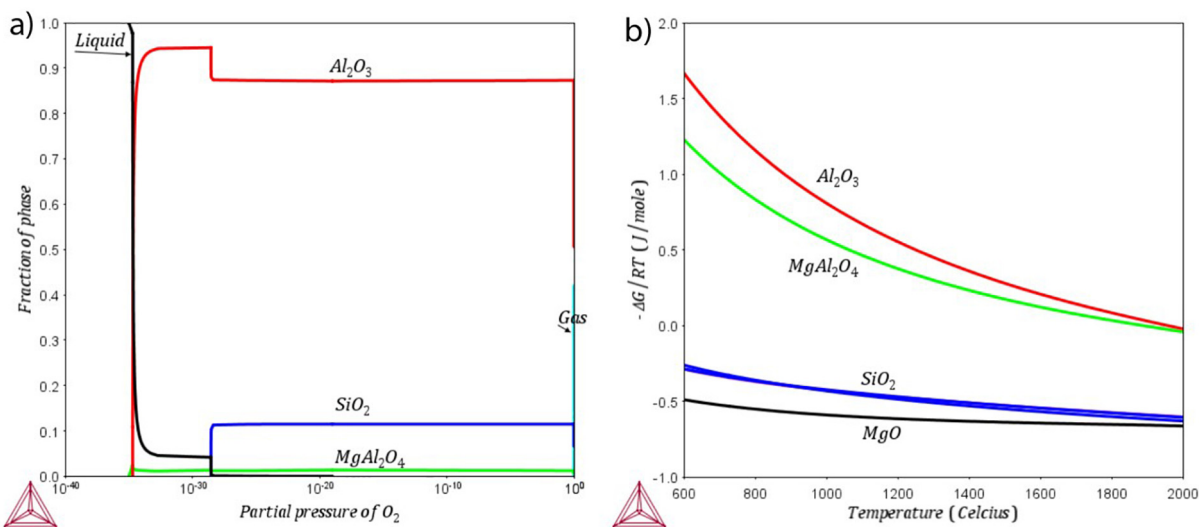 a)
1.0
0.9
0.8
0.7
0.6
0.5
0.4
0.3
0.2
0.1
0.0
Fraction of phase
Liquid
Al₂O₃
Gas
SiO₂
MgAl₂O₄
10⁻⁴⁰ 10⁻³⁰ 10⁻²⁰ 10⁻¹⁰ 10⁰
Partial pressure of O₂
b)
-2.0
1.5
1.0
0.5
0.0
-0.5
-1.0
- ΔG/RT (J/mole)
Al₂O₃
MgAl₂O₄
SiO₂
MgO
600 800 1000 1200 1400 1600 1800 2000
Temperature (Celcius)